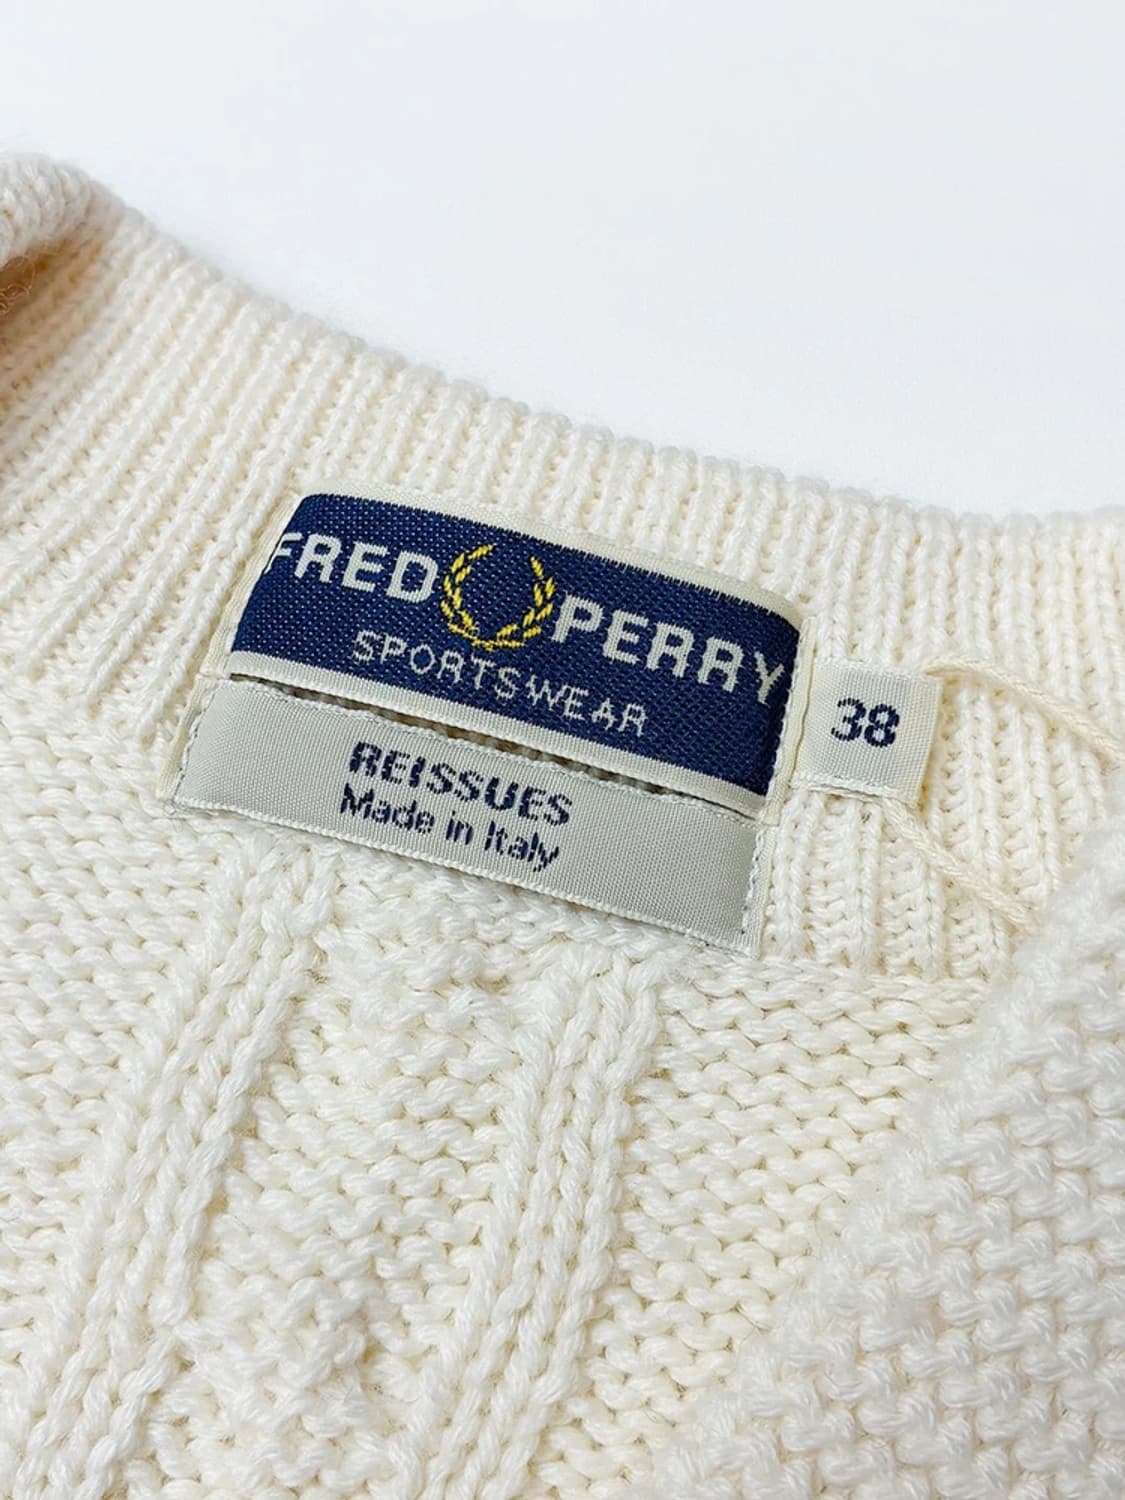 FRED PERRY
SPORTSWEAR
38
REISSUES
Made in Italy